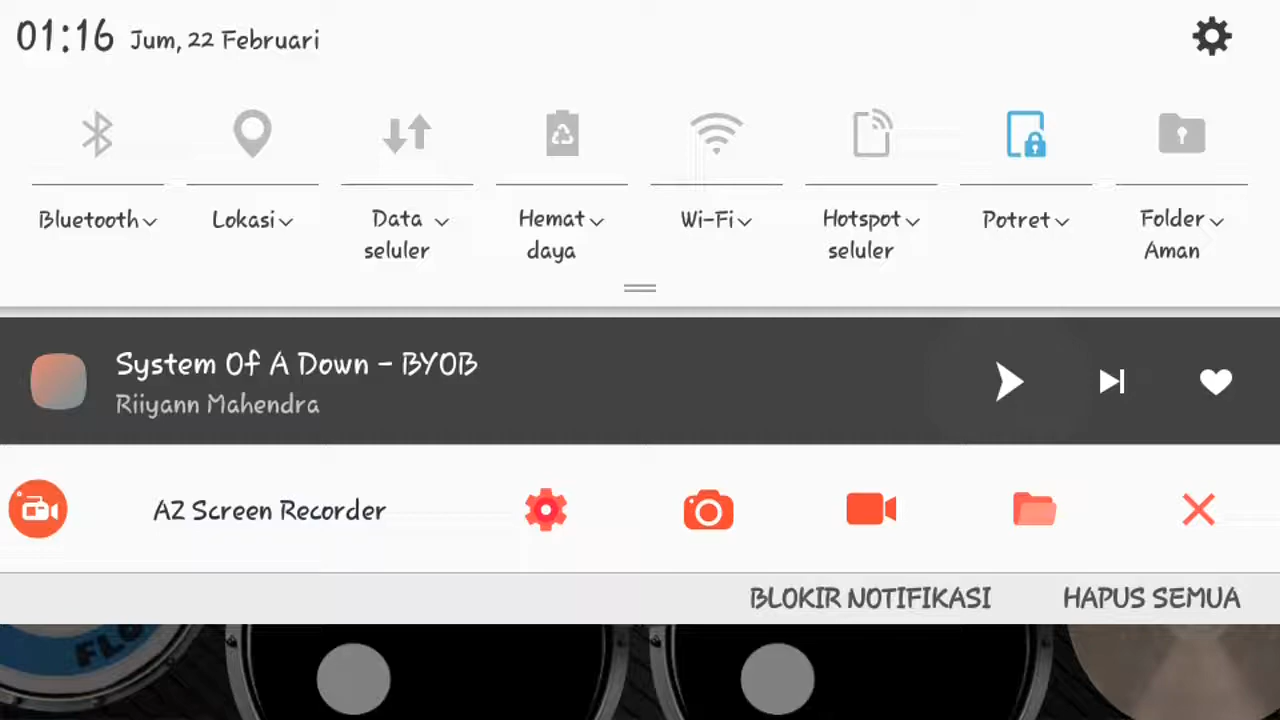 01:16 Jum, 22 Februari
Bluetooth Lokasi Data seluler Hemat daya Wi-Fi Hotspot seluler Potret Folder Aman
System Of A Down - BYOB
Riiyann Mahendra
AZ Screen Recorder
BLOKIR NOTIFIKASI HAPUS SEMUA
FLO